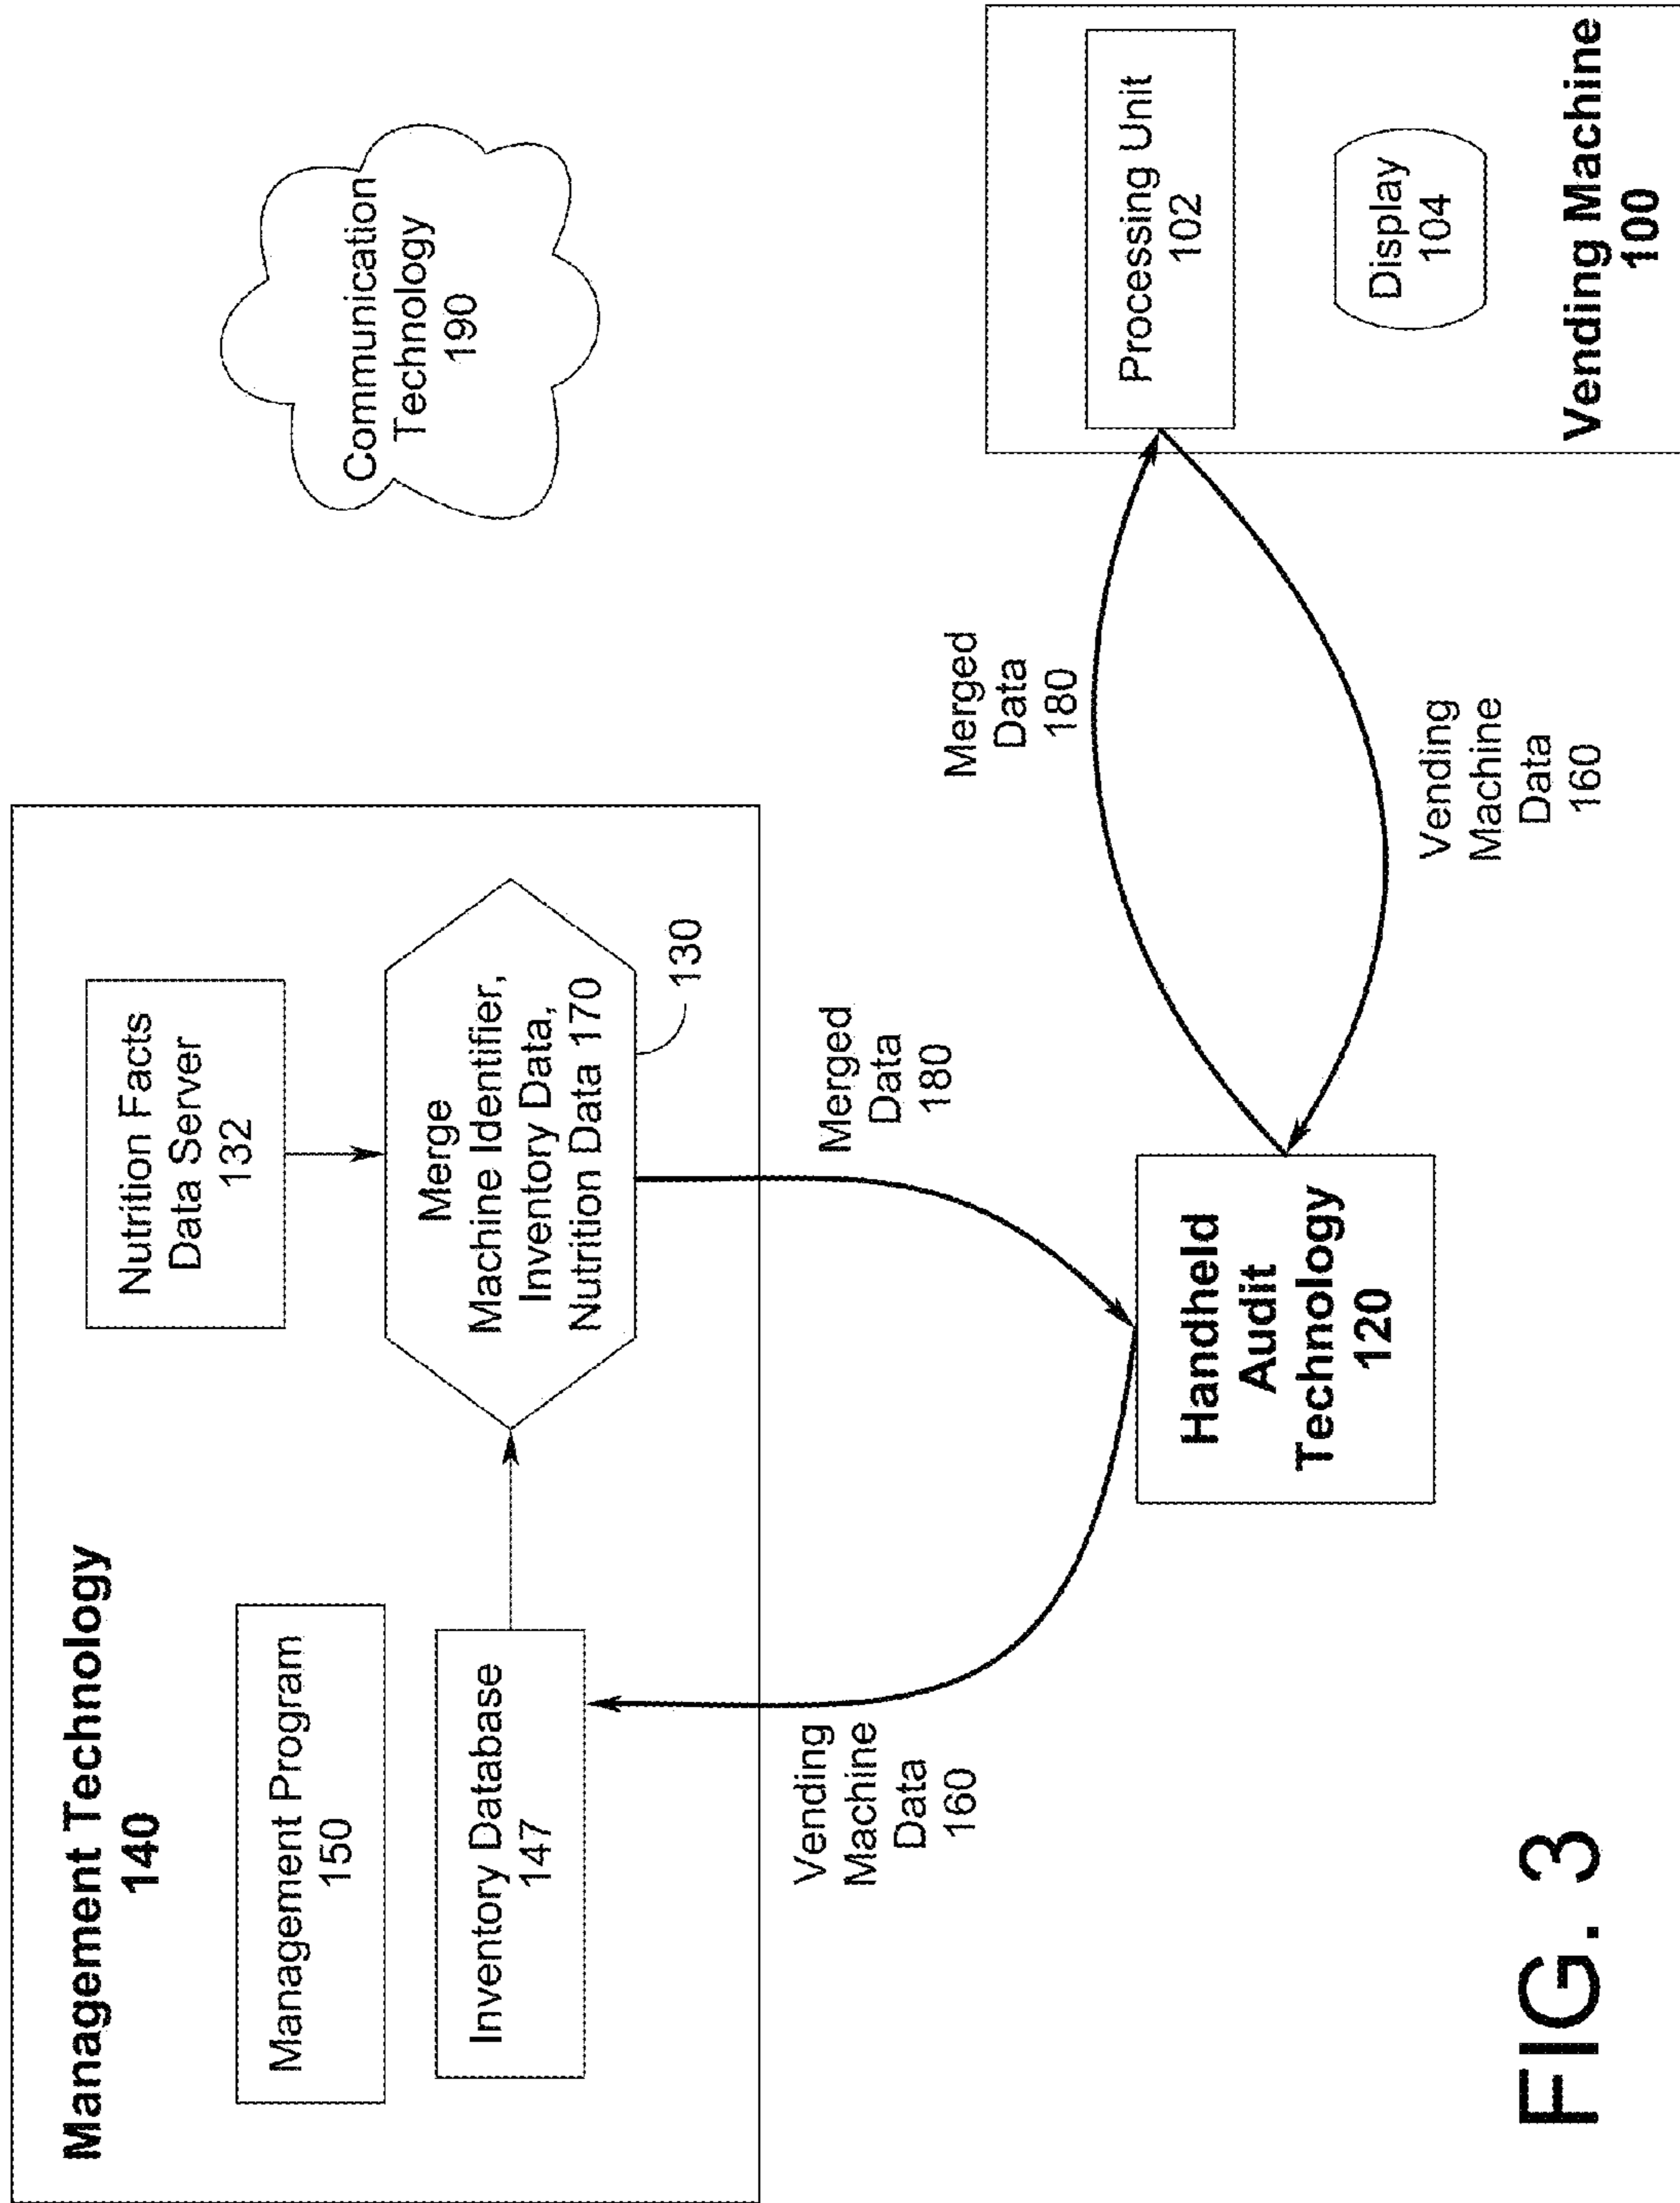 Management Technology
140
Management Program
150
Inventory Database
147
Nutrition Facts
Data Server
132
Merge
Machine Identifier,
Inventory Data,
Nutrition Data 170
130
Communication
Technology
190
Vending
Machine
Data
160
Merged
Data
180
Handheld
Audit
Technology
120
Merged
Data
180
Vending
Machine
Data
160
Processing Unit
102
Display
104
Vending Machine
100
FIG. 3